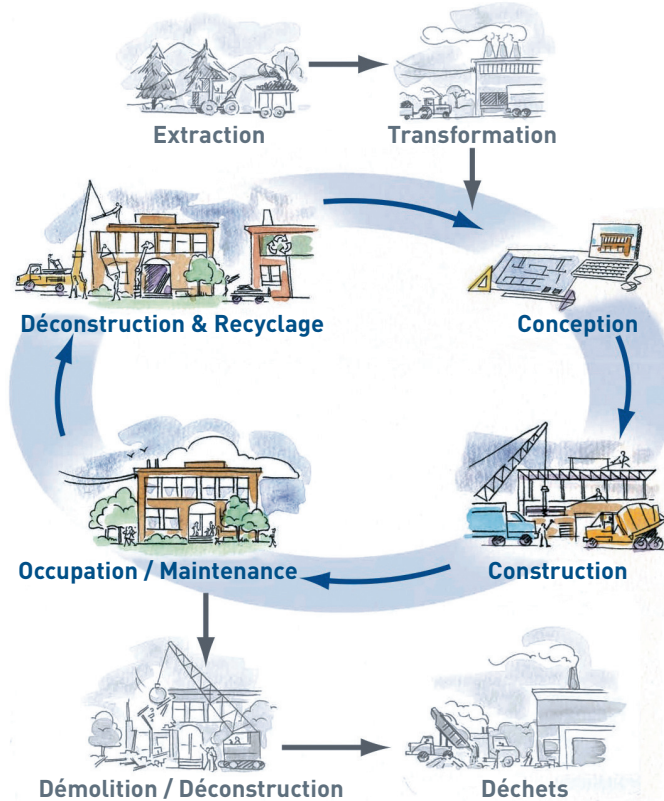 Extraction
Transformation
Déconstruction & Recyclage
Conception
Occupation / Maintenance
Construction
Démolition / Déconstruction
Déchets